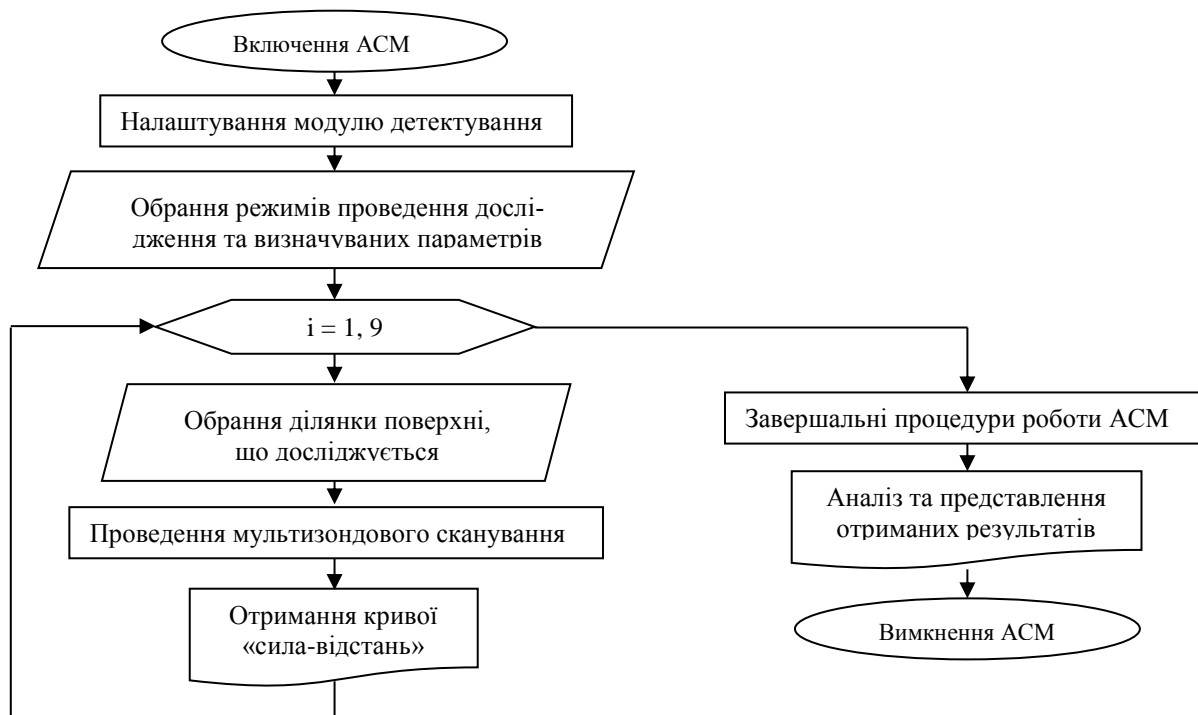 Включення АСМ
Налаштування модулю детектування
Обрання режимів проведення дослі-
дження та визначуваних параметрів
i = 1, 9
Обрання ділянки поверхні,
що досліджується
Проведення мультизондового сканування
Отримання кривої
«сила-відстань»
Завершальні процедури роботи АСМ
Аналіз та представлення
отриманих результатів
Вимкнення АСМ